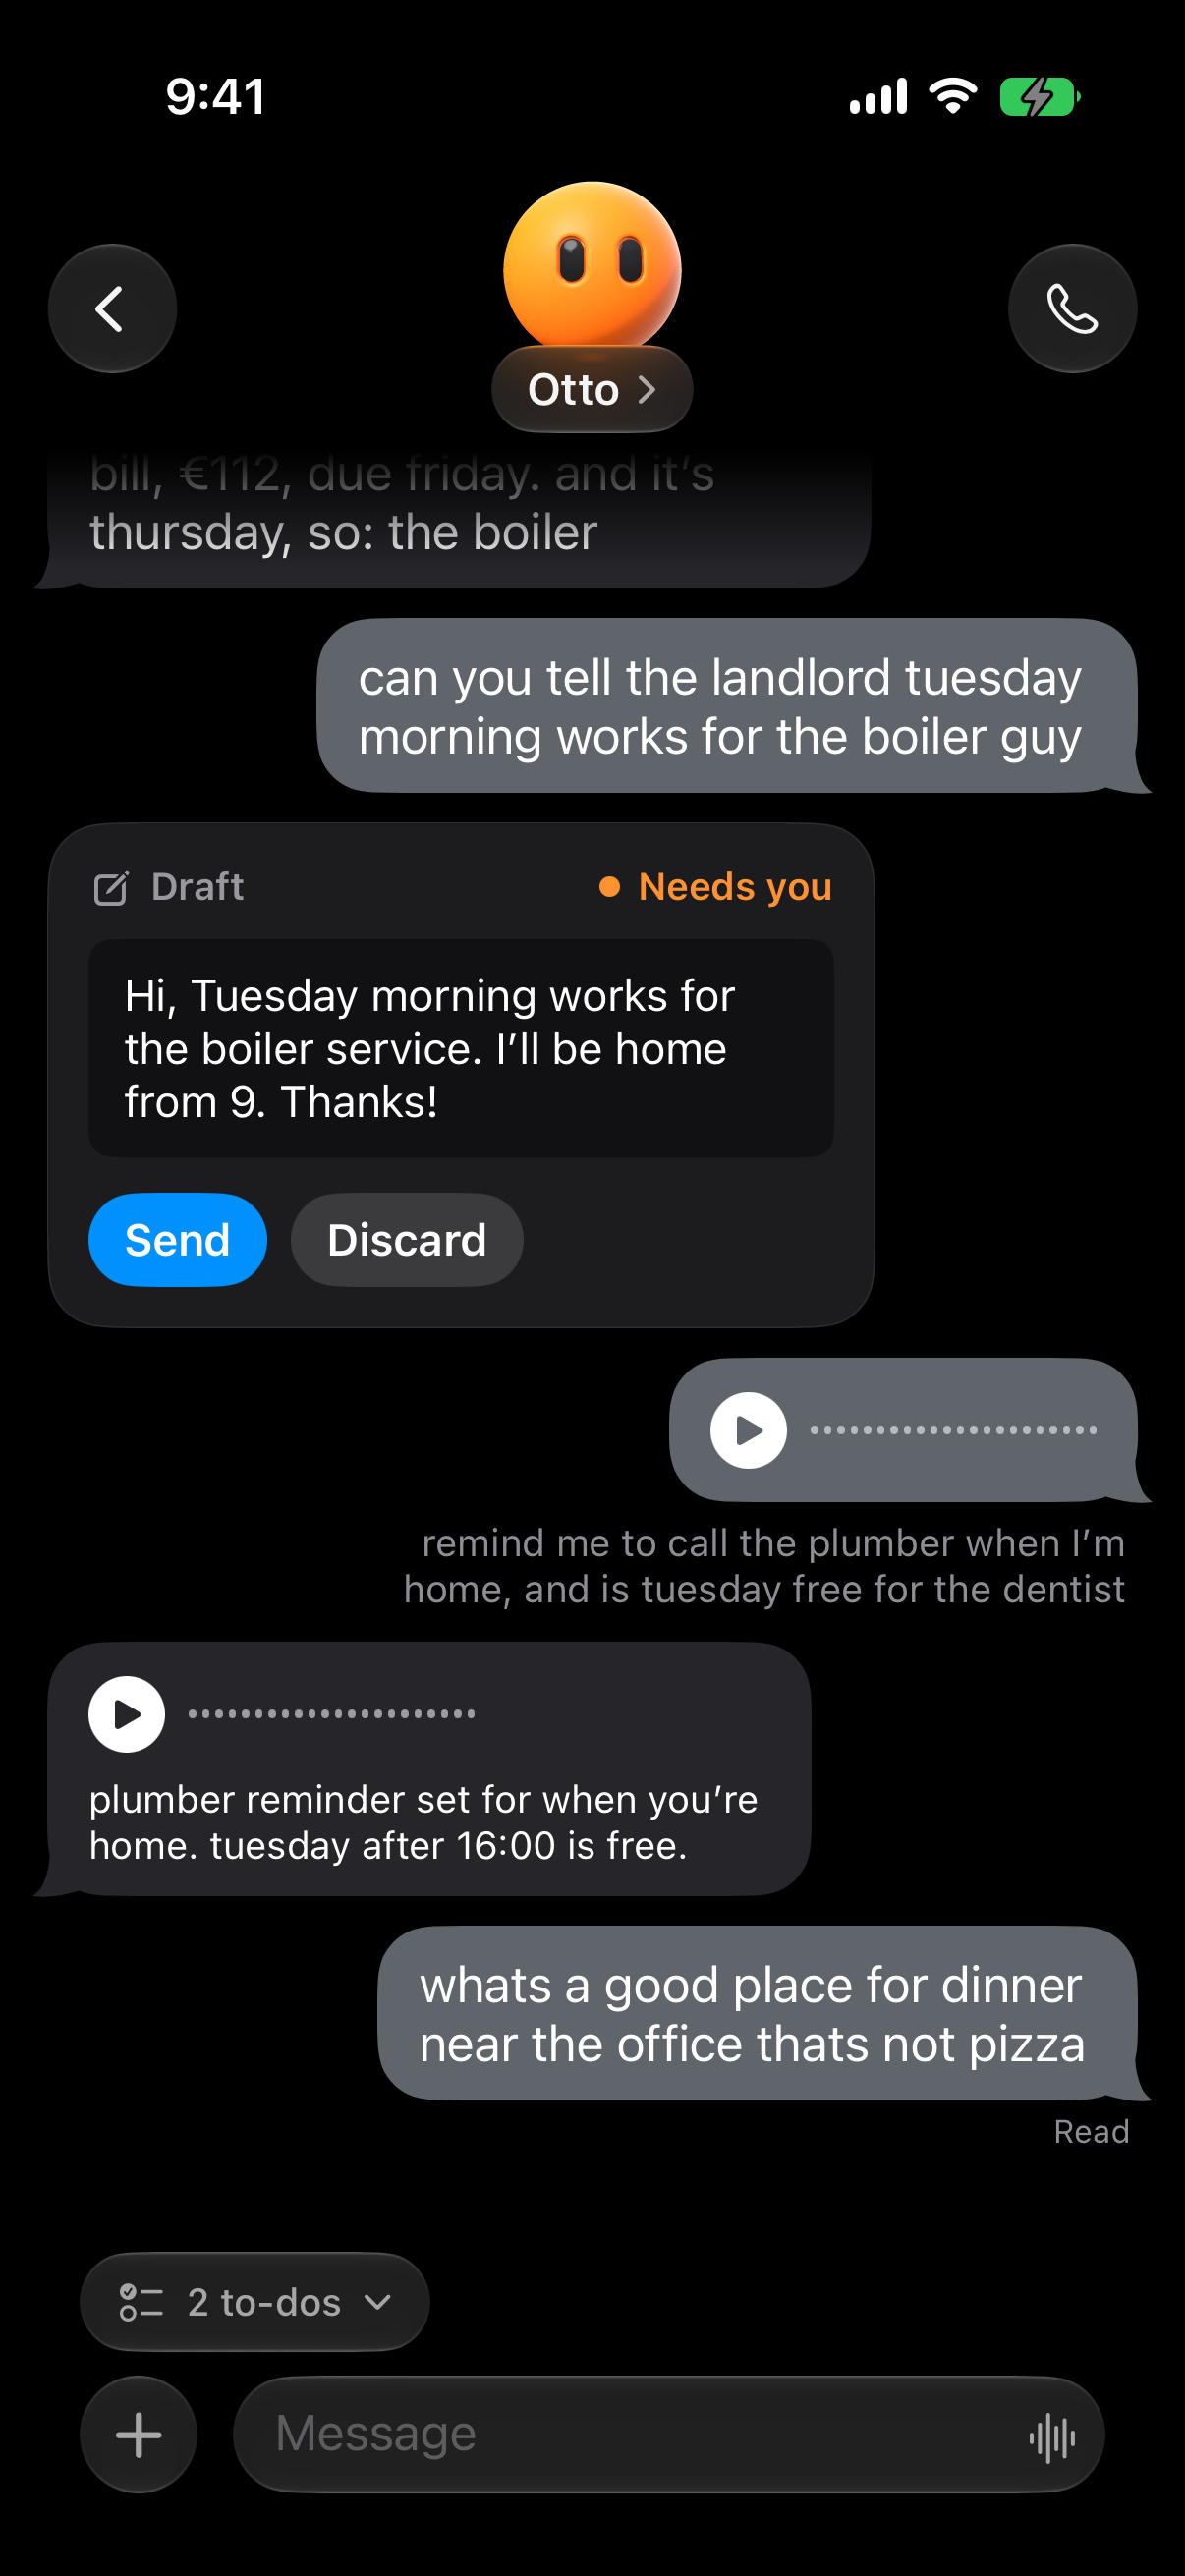 9:41
Otto
bill, €112, due friday. and it’s
thursday, so: the boiler
can you tell the landlord tuesday
morning works for the boiler guy
Draft
Needs you
Hi, Tuesday morning works for
the boiler service. I’ll be home
from 9. Thanks!
Send
Discard
remind me to call the plumber when I’m
home, and is tuesday free for the dentist
plumber reminder set for when you’re
home. tuesday after 16:00 is free.
whats a good place for dinner
near the office thats not pizza
Read
2 to-dos
Message